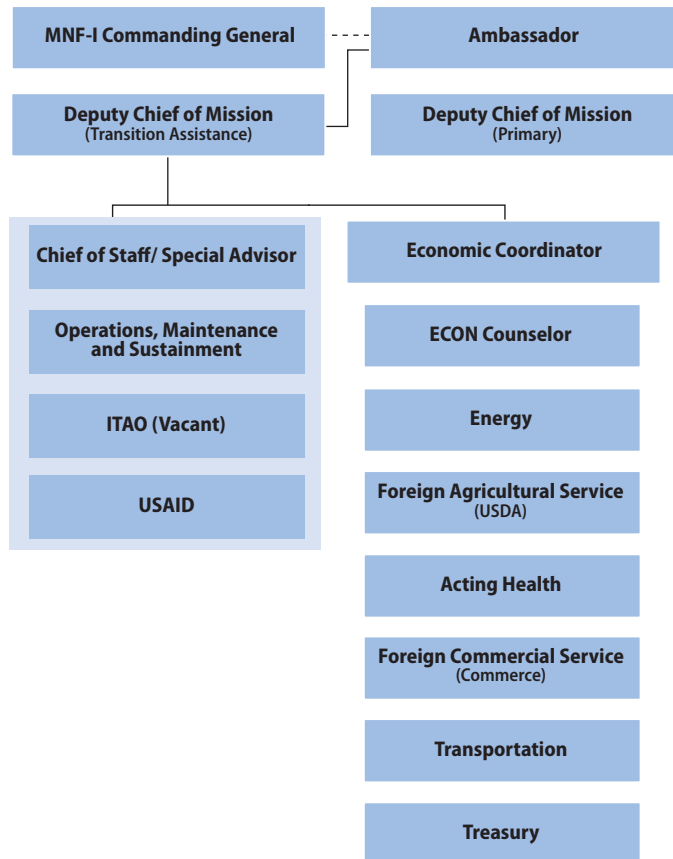 MNF-I Commanding General
Ambassador
Deputy Chief of Mission
(Transition Assistance)
Deputy Chief of Mission
(Primary)
Chief of Staff/ Special Advisor
Operations, Maintenance
and Sustainment
ITAO (Vacant)
USAID
Economic Coordinator
ECON Counselor
Energy
Foreign Agricultural Service
(USDA)
Acting Health
Foreign Commercial Service
(Commerce)
Transportation
Treasury